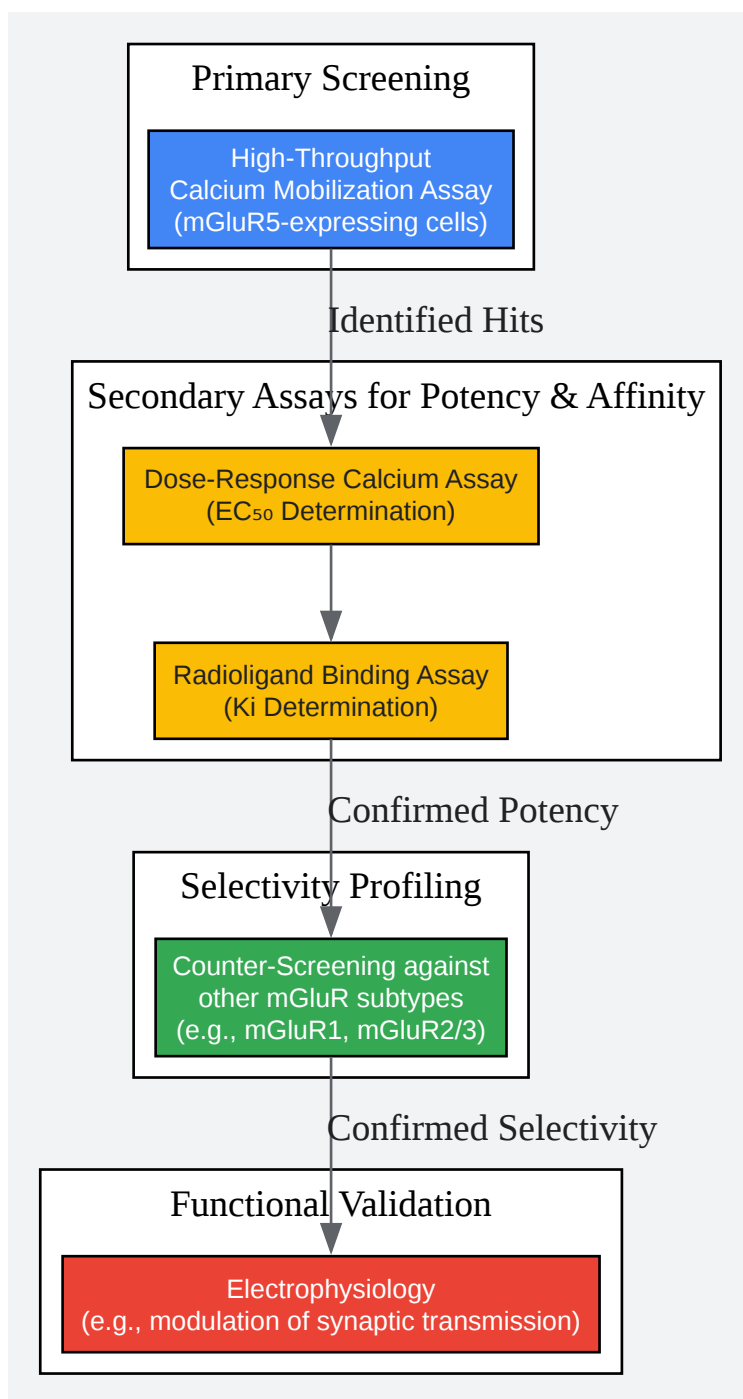 Primary Screening
High-Throughput
Calcium Mobilization Assay
(mGluR5-expressing cells)
Identified Hits
Secondary Assays for Potency & Affinity
Dose-Response Calcium Assay
(EC₅₀ Determination)
Radioligand Binding Assay
(Ki Determination)
Confirmed Potency
Selectivity Profiling
Counter-Screening against
other mGluR subtypes
(e.g., mGluR1, mGluR2/3)
Confirmed Selectivity
Functional Validation
Electrophysiology
(e.g., modulation of synaptic transmission)